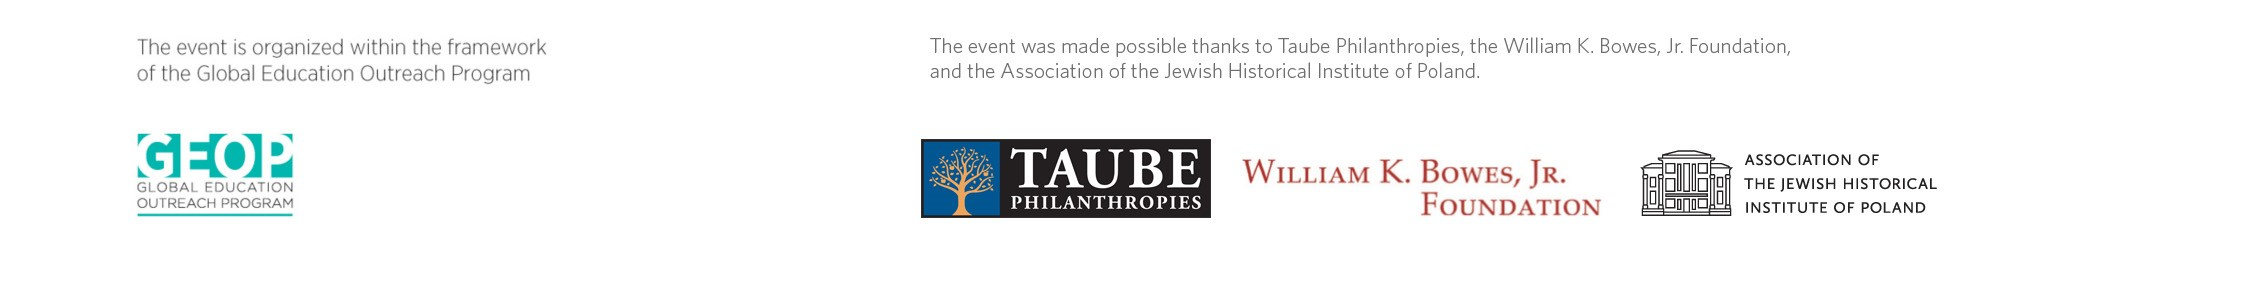 The event is organized within the framework
of the Global Education Outreach Program
GEOP
GLOBAL EDUCATION
OUTREACH PROGRAM
The event was made possible thanks to Taube Philanthropies, the William K. Bowes, Jr. Foundation,
and the Association of the Jewish Historical Institute of Poland.
TAUBE
PHILANTHROPIES
WILLIAM K. BOWES, JR.
FOUNDATION
ASSOCIATION OF
THE JEWISH HISTORICAL
INSTITUTE OF POLAND